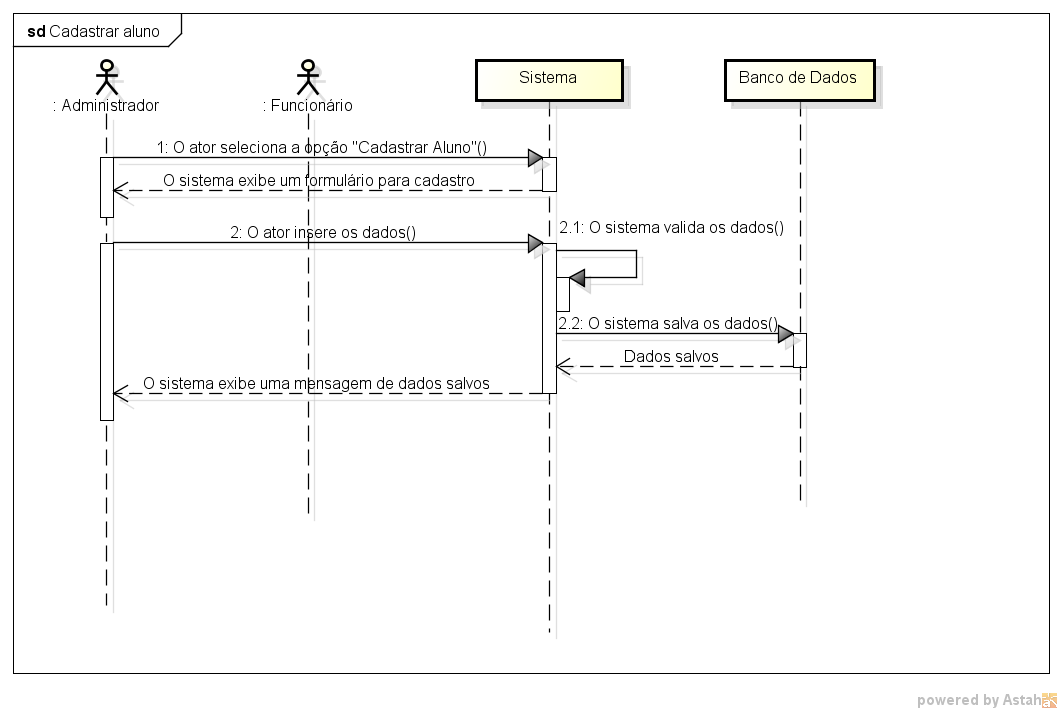 sd Cadastrar aluno
: Administrador
: Funcionário
Sistema
Banco de Dados
1: O ator seleciona a opção "Cadastrar Aluno"()
O sistema exibe um formulário para cadastro
2: O ator insere os dados()
2.1: O sistema valida os dados()
2.2: O sistema salva os dados()
Dados salvos
O sistema exibe uma mensagem de dados salvos
powered by Astah